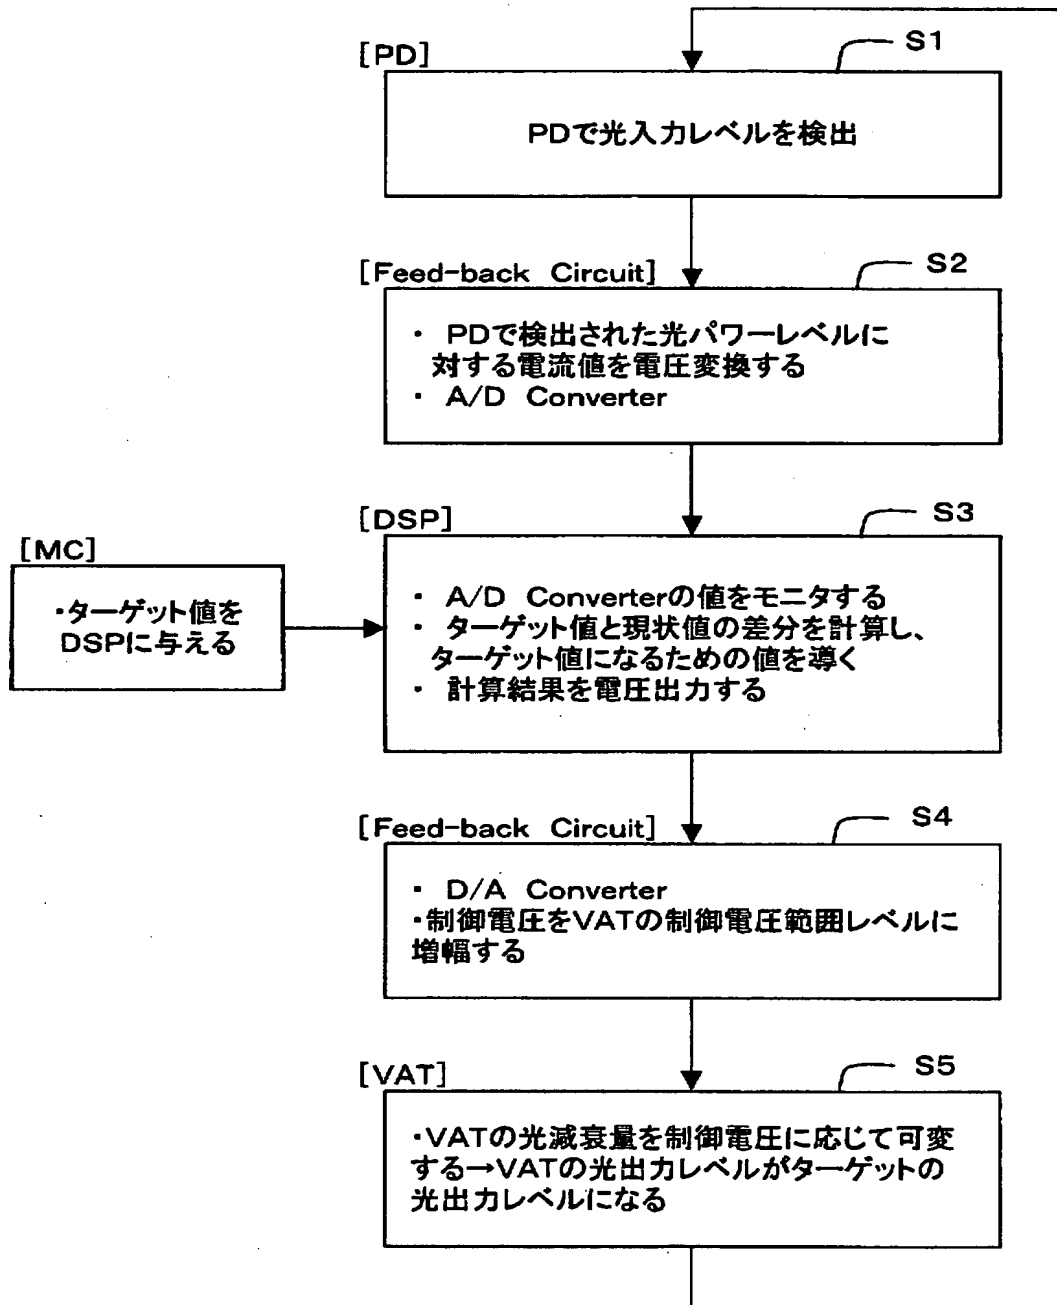 [PD]
S1
PDで光入力レベルを検出
[Feed-back Circuit]
S2
・ PDで検出された光パワーレベルに
対する電流値を電圧変換する
・ A/D Converter
[DSP]
S3
[MC]
・ターゲット値を
DSPに与える
・ A/D Converterの値をモニタする
・ ターゲット値と現状値の差分を計算し、
ターゲット値になるための値を導く
・ 計算結果を電圧出力する
[Feed-back Circuit]
S4
・ D/A Converter
・制御電圧をVATの制御電圧範囲レベルに
増幅する
[VAT]
S5
・VATの光減衰量を制御電圧に応じて可変
する→VATの光出力レベルがターゲットの
光出力レベルになる